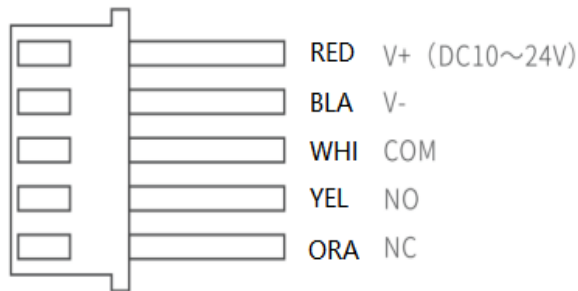 RED V+（DC10～24V）
BLA V-
WHI COM
YEL NO
ORA NC